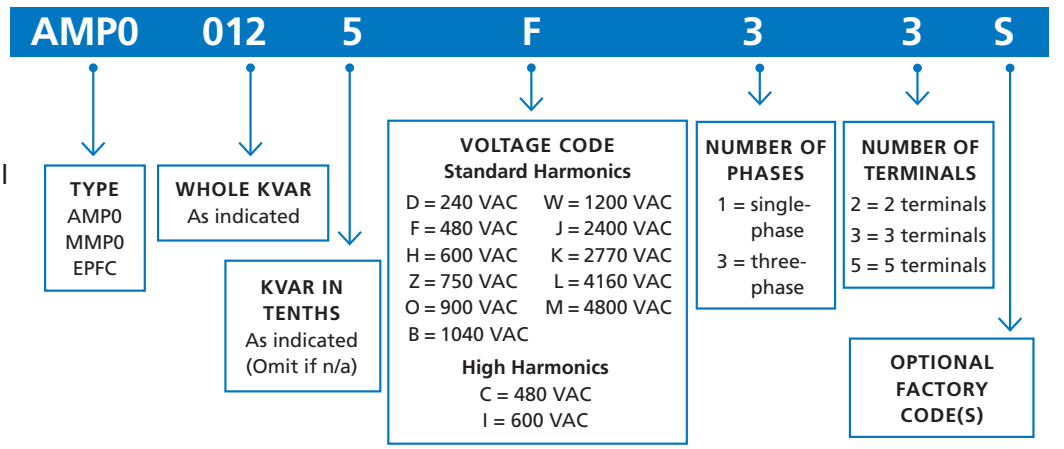 AMP0 012 5 F 3 3 S
l
TYPE
AMP0
MMP0
EPFC
WHOLE KVAR
As indicated
KVAR IN
TENTHS
As indicated
(Omit if n/a)
VOLTAGE CODE
Standard Harmonics
D = 240 VAC W = 1200 VAC
F = 480 VAC J = 2400 VAC
H = 600 VAC K = 2770 VAC
Z = 750 VAC L = 4160 VAC
O = 900 VAC M = 4800 VAC
B = 1040 VAC
High Harmonics
C = 480 VAC
I = 600 VAC
NUMBER OF
PHASES
1 = single-
phase
3 = three-
phase
NUMBER OF
TERMINALS
2 = 2 terminals
3 = 3 terminals
5 = 5 terminals
OPTIONAL
FACTORY
CODE(S)